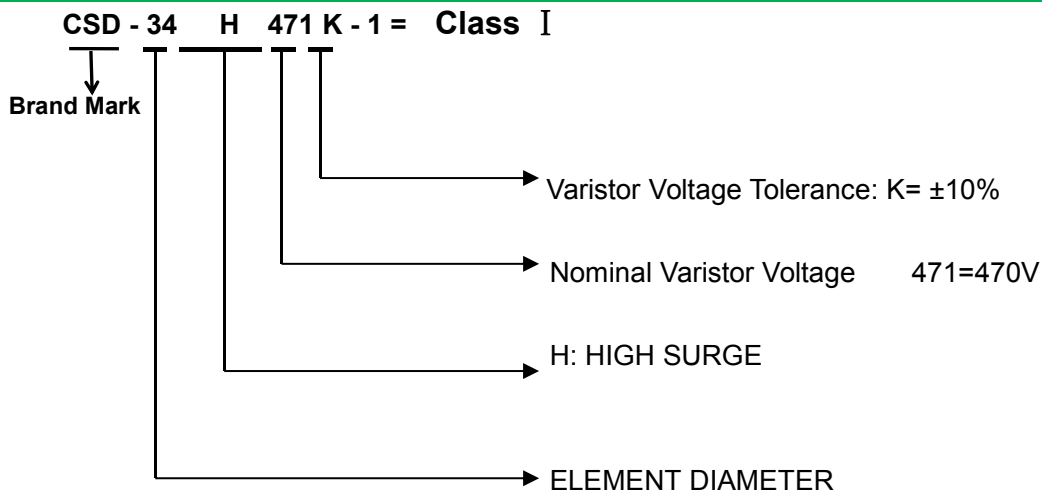 CSD - 34 H 471 K - 1 = Class I
Brand Mark
Varistor Voltage Tolerance: K= ±10%
Nominal Varistor Voltage 471=470V
H: HIGH SURGE
ELEMENT DIAMETER